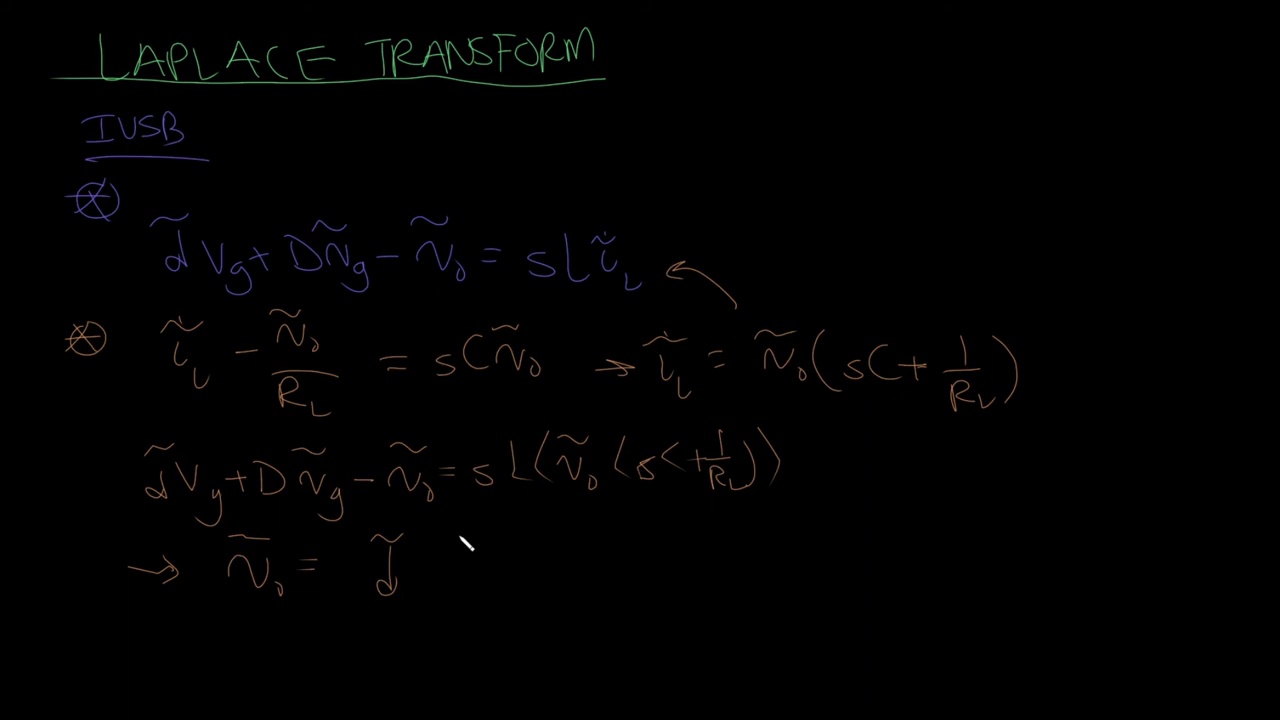 LAPLACE TRANSFORM
IVSB
d̃ Vg + D ṽg - ṽo = sL ĩL
ĩL - ṽo/RL = sC ṽo → ĩL = ṽo (sC + 1/RL)
d̃ Vg + D ṽg - ṽo = sL (ṽo (sC + 1/RL))
→ ṽo = d̃